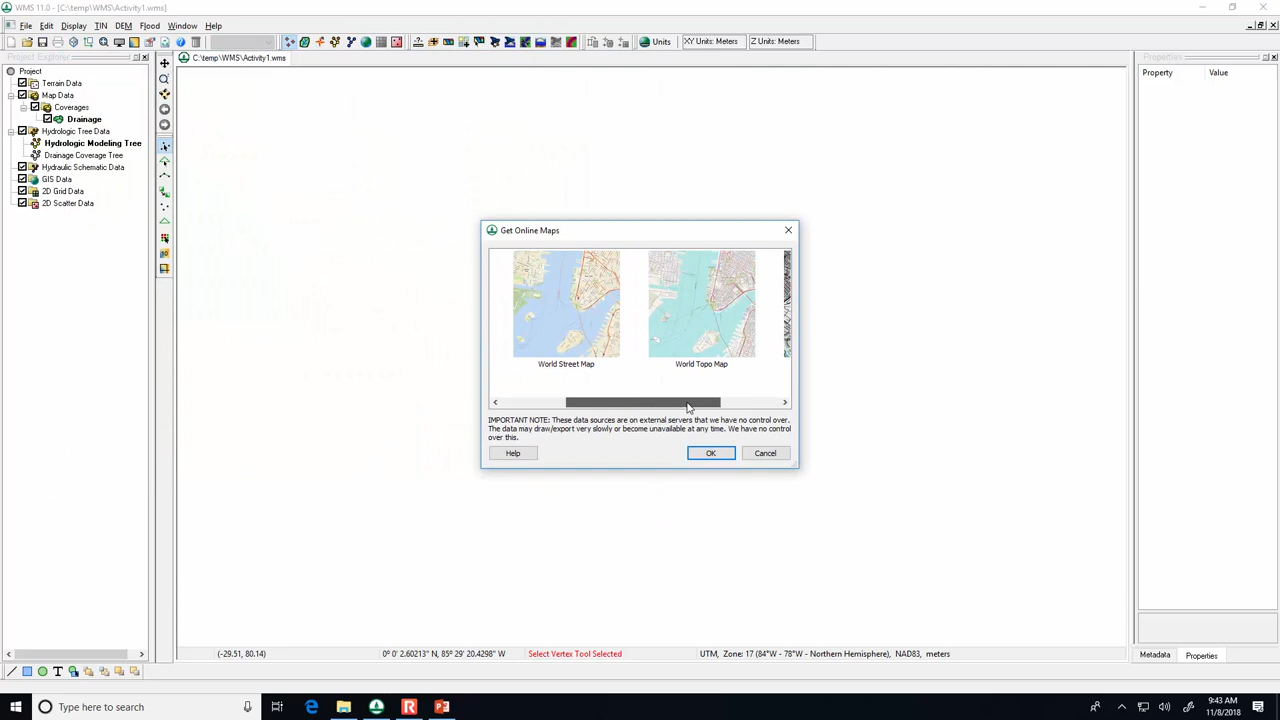 WMS 11.0 - [C:\temp\WMS\Activity1.wms]
File Edit Display TIN DEM Flood Window Help
Units XY Units: Meters Z Units: Meters
Project Explorer
C:\temp\WMS\Activity1.wms
Properties
Project
Terrain Data
Map Data
Coverages
Drainage
Hydrologic Tree Data
Hydrologic Modeling Tree
Drainage Coverage Tree
Hydraulic Schematic Data
GIS Data
2D Grid Data
2D Scatter Data
Property Value
Get Online Maps
World Street Map World Topo Map
IMPORTANT NOTE: These data sources are on external servers that we have no control over.
The data may draw/export very slowly or become unavailable at any time. We have no control
over this.
Help OK Cancel
(-29.51, 80.14) 0º 0' 2.60213" N, 85º 29' 20.4298" W Select Vertex Tool Selected UTM, Zone: 17 (84°W - 78°W - Northern Hemisphere), NAD83, meters
Metadata Properties
T
Type here to search
9:43 AM
11/8/2018